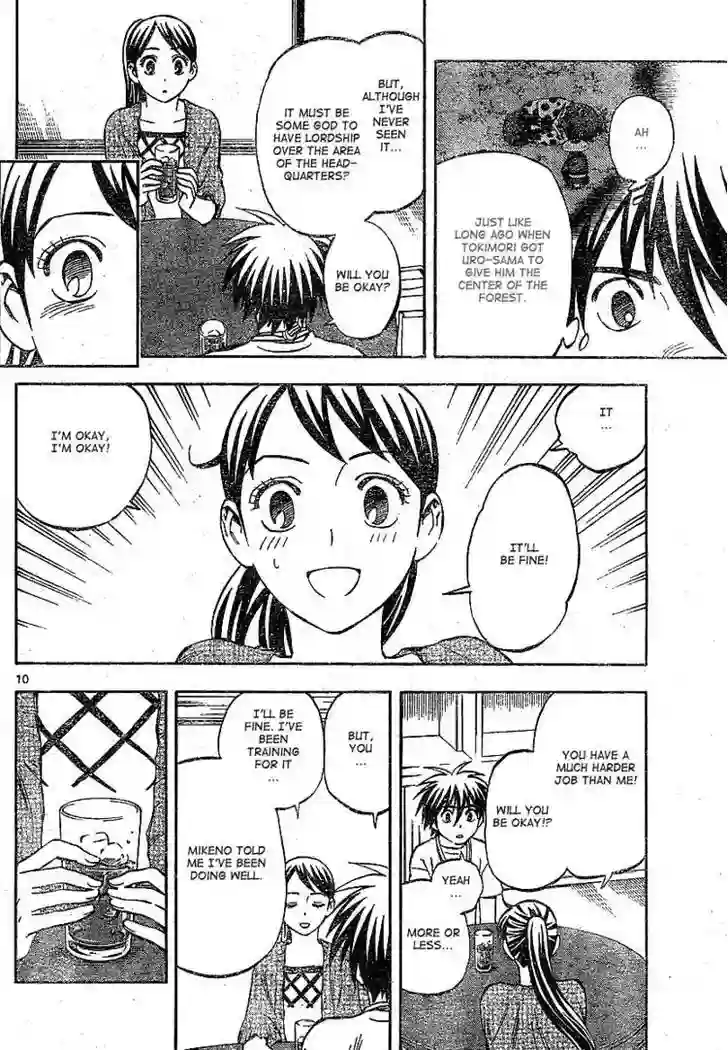 AH
...
JUST LIKE
LONG AGO WHEN
TOKIMORI GOT
URO-SAMA TO
GIVE HIM THE
CENTER OF THE
FOREST.
BUT,
ALTHOUGH
I'VE
NEVER
SEEN
IT...
IT MUST BE
SOME GOD TO
HAVE LORDSHIP
OVER THE AREA
OF THE HEAD-
QUARTERS?
WILL YOU
BE OKAY?
IT
...
IT'LL
BE FINE!
I'M OKAY,
I'M OKAY!
10
YOU HAVE A
MUCH HARDER
JOB THAN ME!
WILL YOU
BE OKAY!?
YEAH
...
MORE OR
LESS...
BUT,
YOU
...
I'LL BE
FINE. I'VE
BEEN
TRAINING
FOR IT
...
MIKENO TOLD
ME I'VE BEEN
DOING WELL.